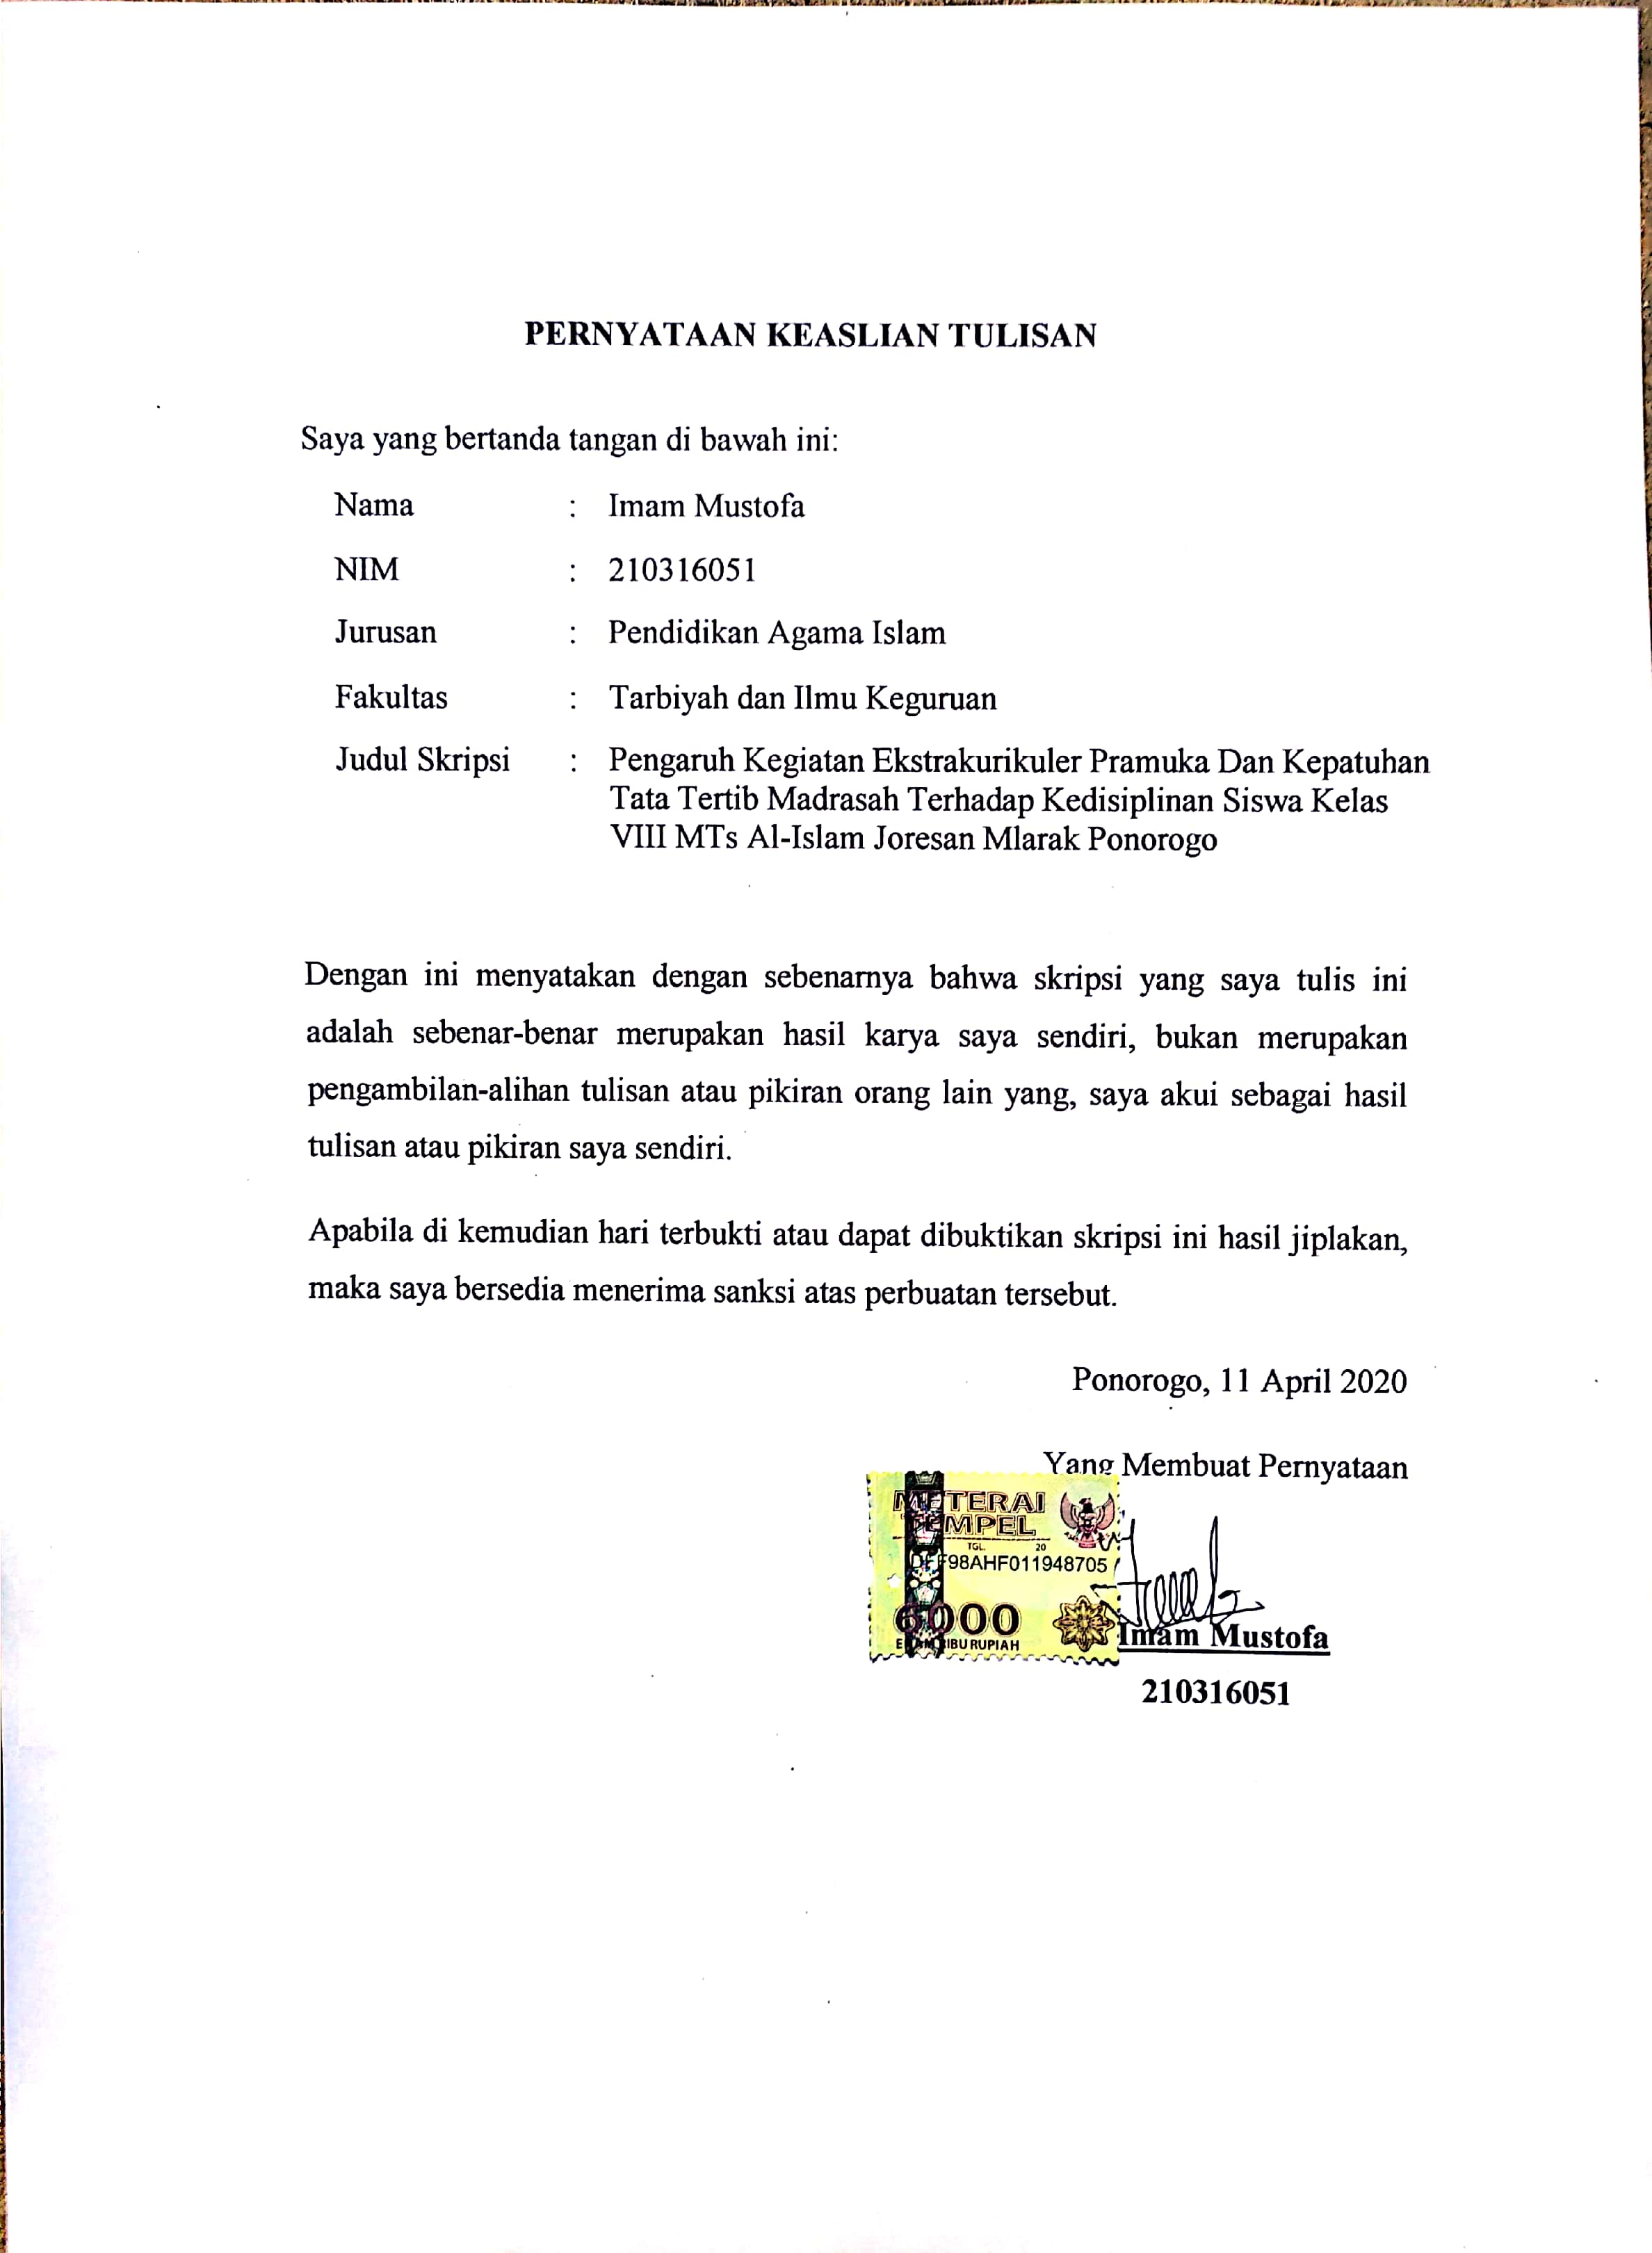 PERNYATAAN KEASLIAN TULISAN
Saya yang bertanda tangan di bawah ini:
Nama : Imam Mustofa
NIM : 210316051
Jurusan : Pendidikan Agama Islam
Fakultas : Tarbiyah dan Ilmu Keguruan
Judul Skripsi : Pengaruh Kegiatan Ekstrakurikuler Pramuka Dan Kepatuhan
Tata Tertib Madrasah Terhadap Kedisiplinan Siswa Kelas
VIII MTs Al-Islam Joresan Mlarak Ponorogo
Dengan ini menyatakan dengan sebenarnya bahwa skripsi yang saya tulis ini
adalah sebenar-benar merupakan hasil karya saya sendiri, bukan merupakan
pengambilan-alihan tulisan atau pikiran orang lain yang, saya akui sebagai hasil
tulisan atau pikiran saya sendiri.
Apabila di kemudian hari terbukti atau dapat dibuktikan skripsi ini hasil jiplakan,
maka saya bersedia menerima sanksi atas perbuatan tersebut.
Ponorogo, 11 April 2020
Yang Membuat Pernyataan
METERAI
TEMPEL
TGL. 20
98AHF011948705
6000
ENAM RIBU RUPIAH
Imam Mustofa
210316051